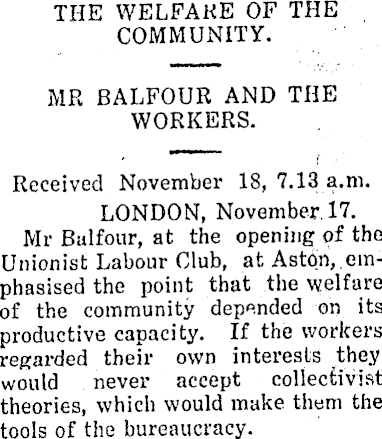 THE WELFARE OF THE
COMMUNITY.
MR BALFOUR AND THE
WORKERS.
Received November 18, 7.13 a.m.
LONDON, November 17.
Mr Balfour, at the opening of the
Unionist Labour Club, at Aston, em-
phasised the point that the welfare
of the community depended on its
productive capacity. If the workers
regarded their own interests they
would never accept collectivist
theories, which would make them the
tools of the bureaucracy.